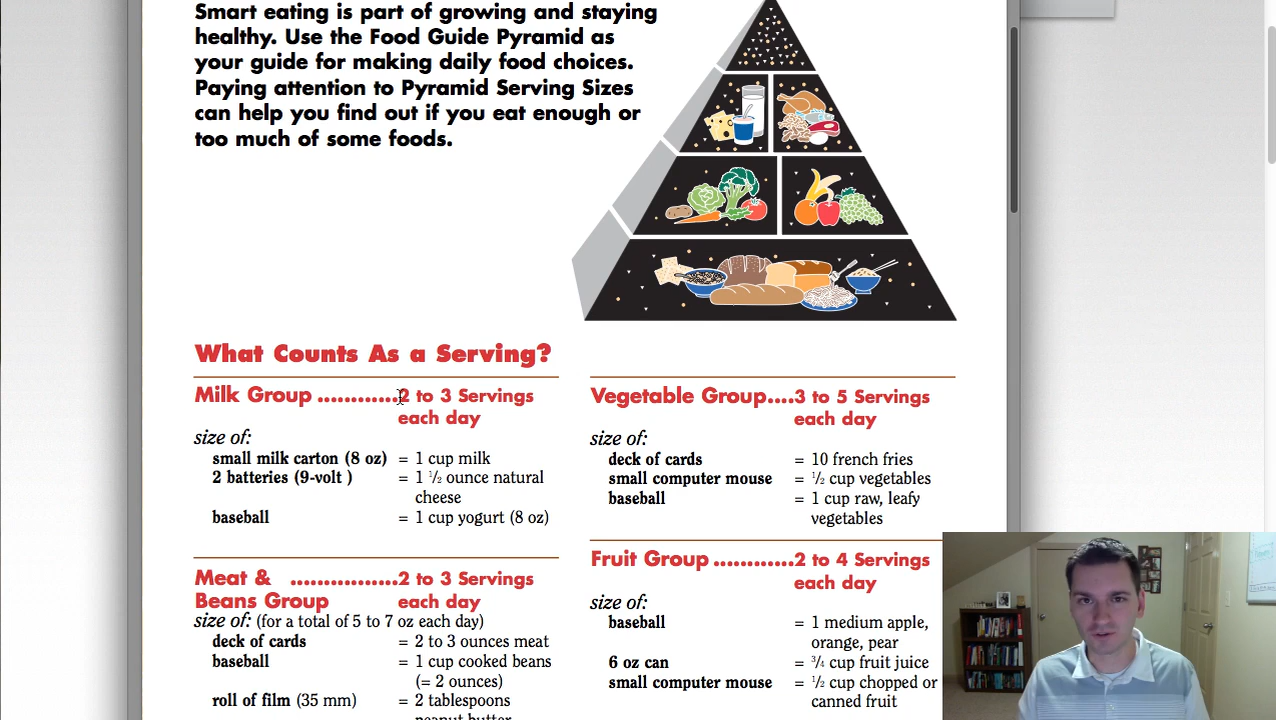 Smart eating is part of growing and staying
healthy. Use the Food Guide Pyramid as
your guide for making daily food choices.
Paying attention to Pyramid Serving Sizes
can help you find out if you eat enough or
too much of some foods.
What Counts As a Serving?
Milk Group ............2 to 3 Servings
each day
size of:
small milk carton (8 oz) = 1 cup milk
2 batteries (9-volt ) = 1 1/2 ounce natural
cheese
baseball = 1 cup yogurt (8 oz)
Meat & ................2 to 3 Servings
Beans Group each day
size of: (for a total of 5 to 7 oz each day)
deck of cards = 2 to 3 ounces meat
baseball = 1 cup cooked beans
(= 2 ounces)
roll of film (35 mm) = 2 tablespoons
peanut butter
Vegetable Group....3 to 5 Servings
each day
size of:
deck of cards = 10 french fries
small computer mouse = 1/2 cup vegetables
baseball = 1 cup raw, leafy
vegetables
Fruit Group ............2 to 4 Servings
each day
size of:
baseball = 1 medium apple,
orange, pear
6 oz can = 3/4 cup fruit juice
small computer mouse = 1/2 cup chopped or
canned fruit